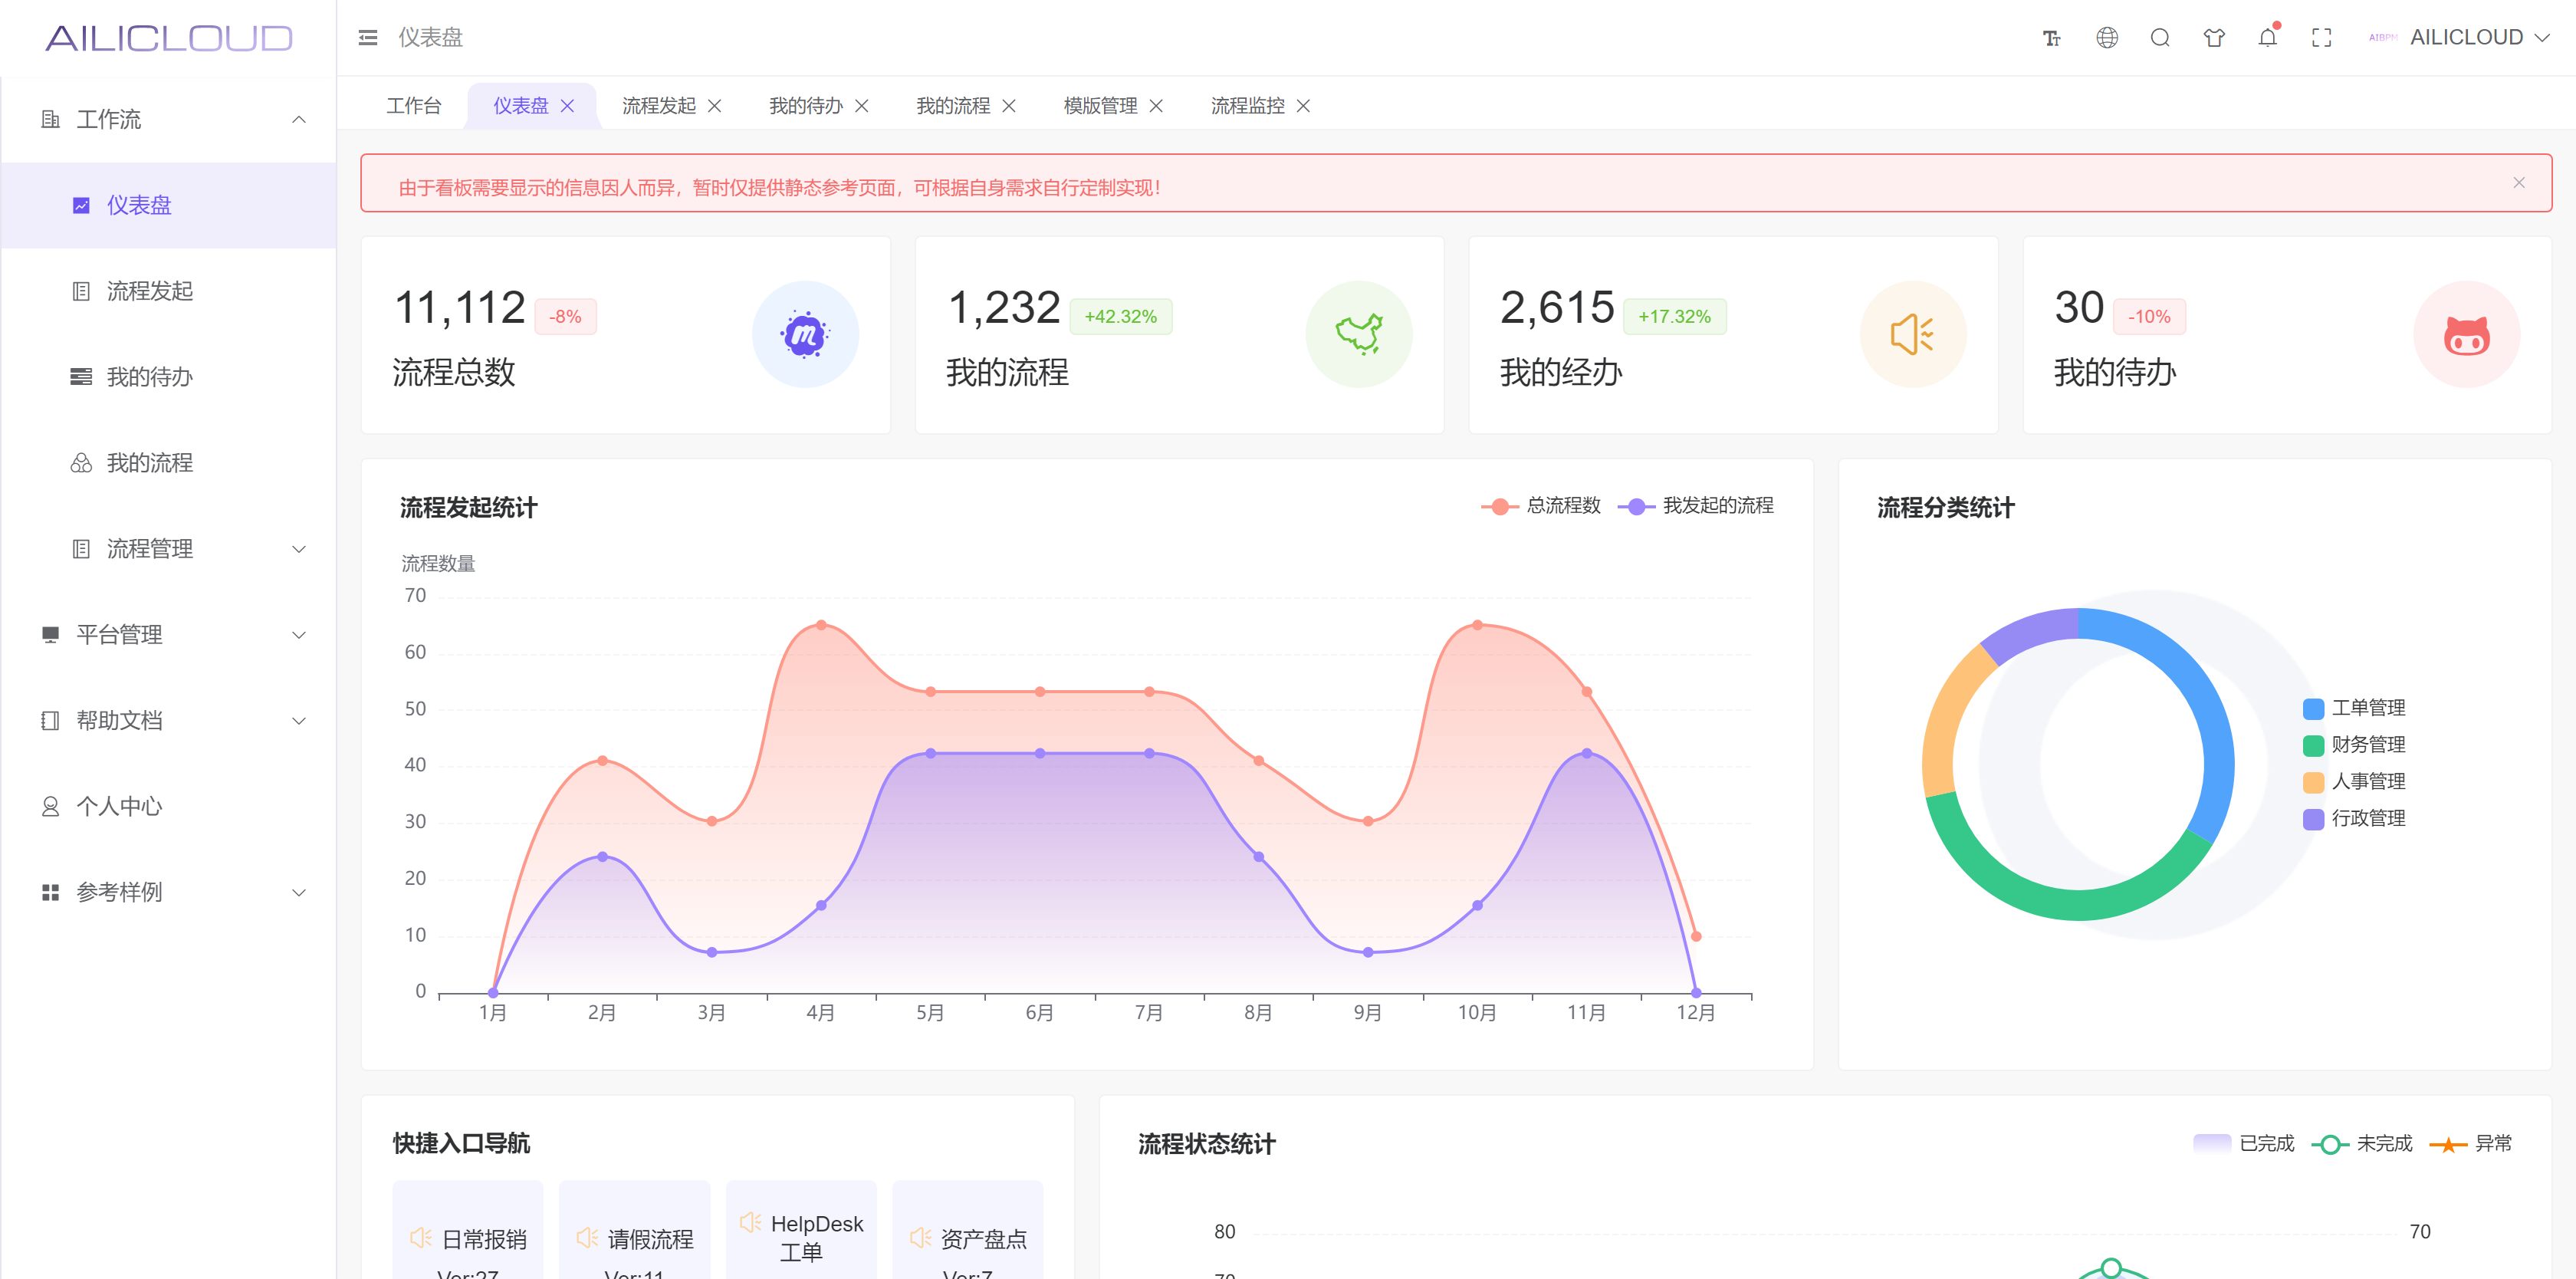 AILICLOUD
仪表盘
AIBPM
AILICLOUD
工作台
仪表盘
流程发起
我的待办
我的流程
模版管理
流程监控
工作流
仪表盘
流程发起
我的待办
我的流程
流程管理
平台管理
帮助文档
个人中心
参考样例
由于看板需要显示的信息因人而异，暂时仅提供静态参考页面，可根据自身需求自行定制实现！
11,112 -8%
流程总数
1,232 +42.32%
我的流程
2,615 +17.32%
我的经办
30 -10%
我的待办
流程发起统计
总流程数 我发起的流程
流程数量
70
60
50
40
30
20
10
0
1月 2月 3月 4月 5月 6月 7月 8月 9月 10月 11月 12月
流程分类统计
工单管理
财务管理
人事管理
行政管理
快捷入口导航
日常报销
Ver:27
请假流程
Ver:11
HelpDesk
工单
资产盘点
Ver:7
流程状态统计
已完成 未完成 异常
80
70
70